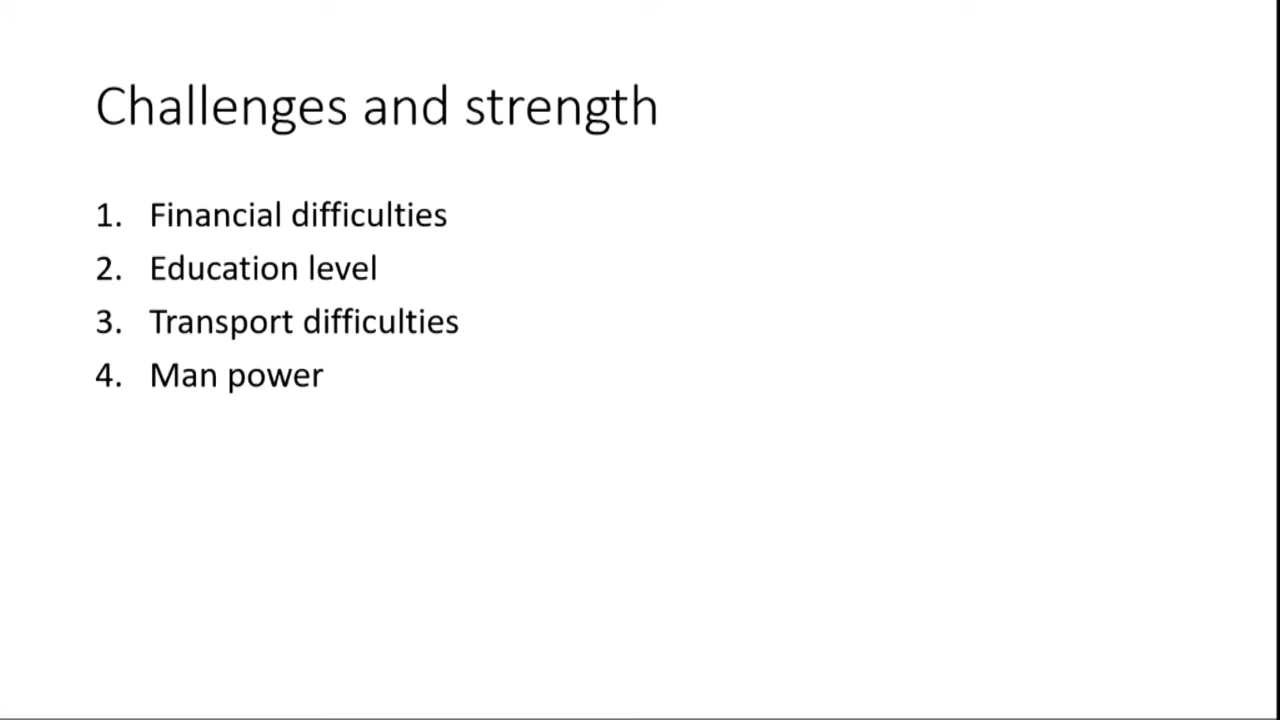 Challenges and strength
1. Financial difficulties
2. Education level
3. Transport difficulties
4. Man power